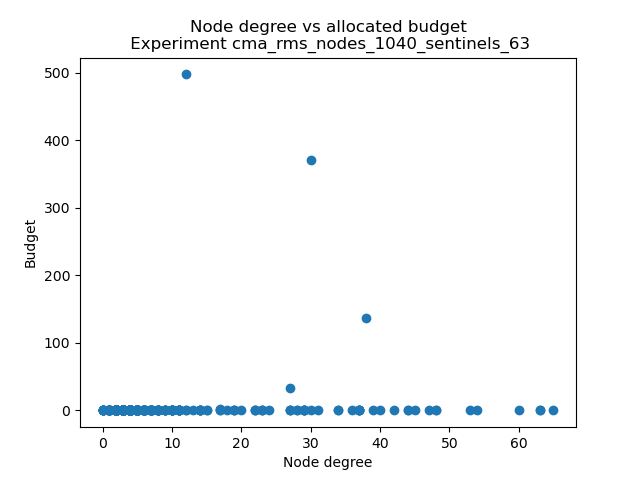 Node degree vs allocated budget
Experiment cma_rms_nodes_1040_sentinels_63
500
400
300
200
100
0
Budget
0 10 20 30 40 50 60
Node degree